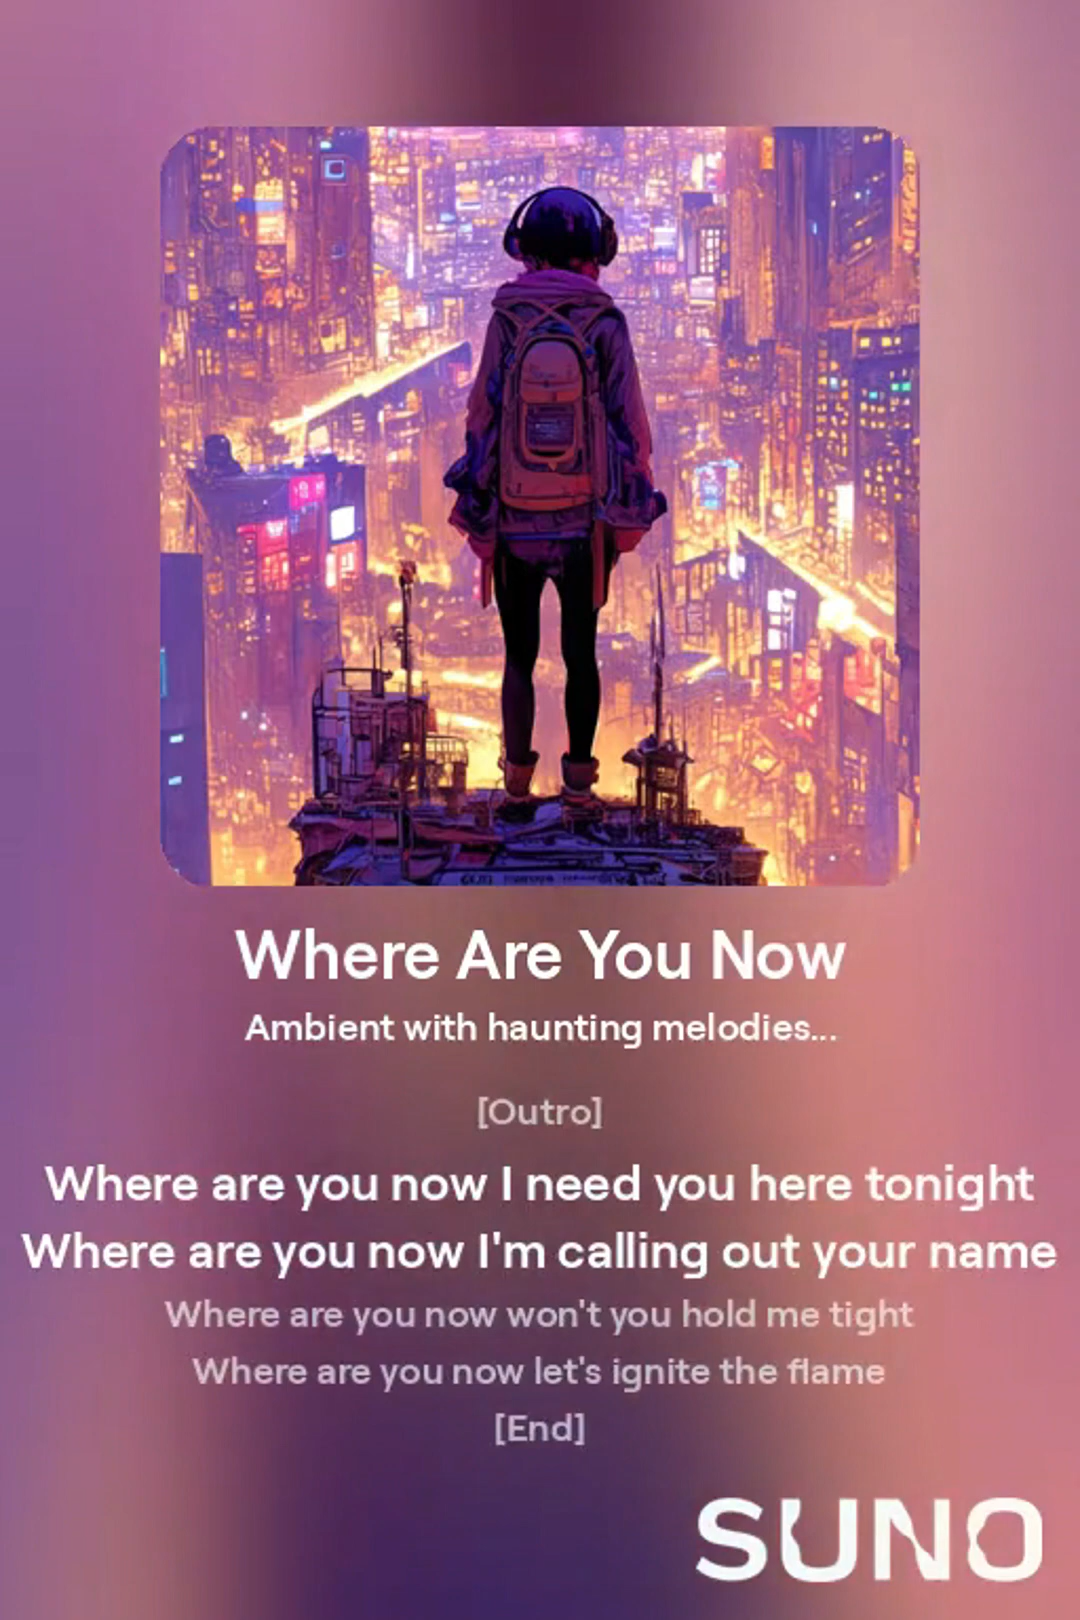 Where Are You Now
Ambient with haunting melodies...
[Outro]
Where are you now I need you here tonight
Where are you now I'm calling out your name
Where are you now won't you hold me tight
Where are you now let's ignite the flame
[End]
SUNO